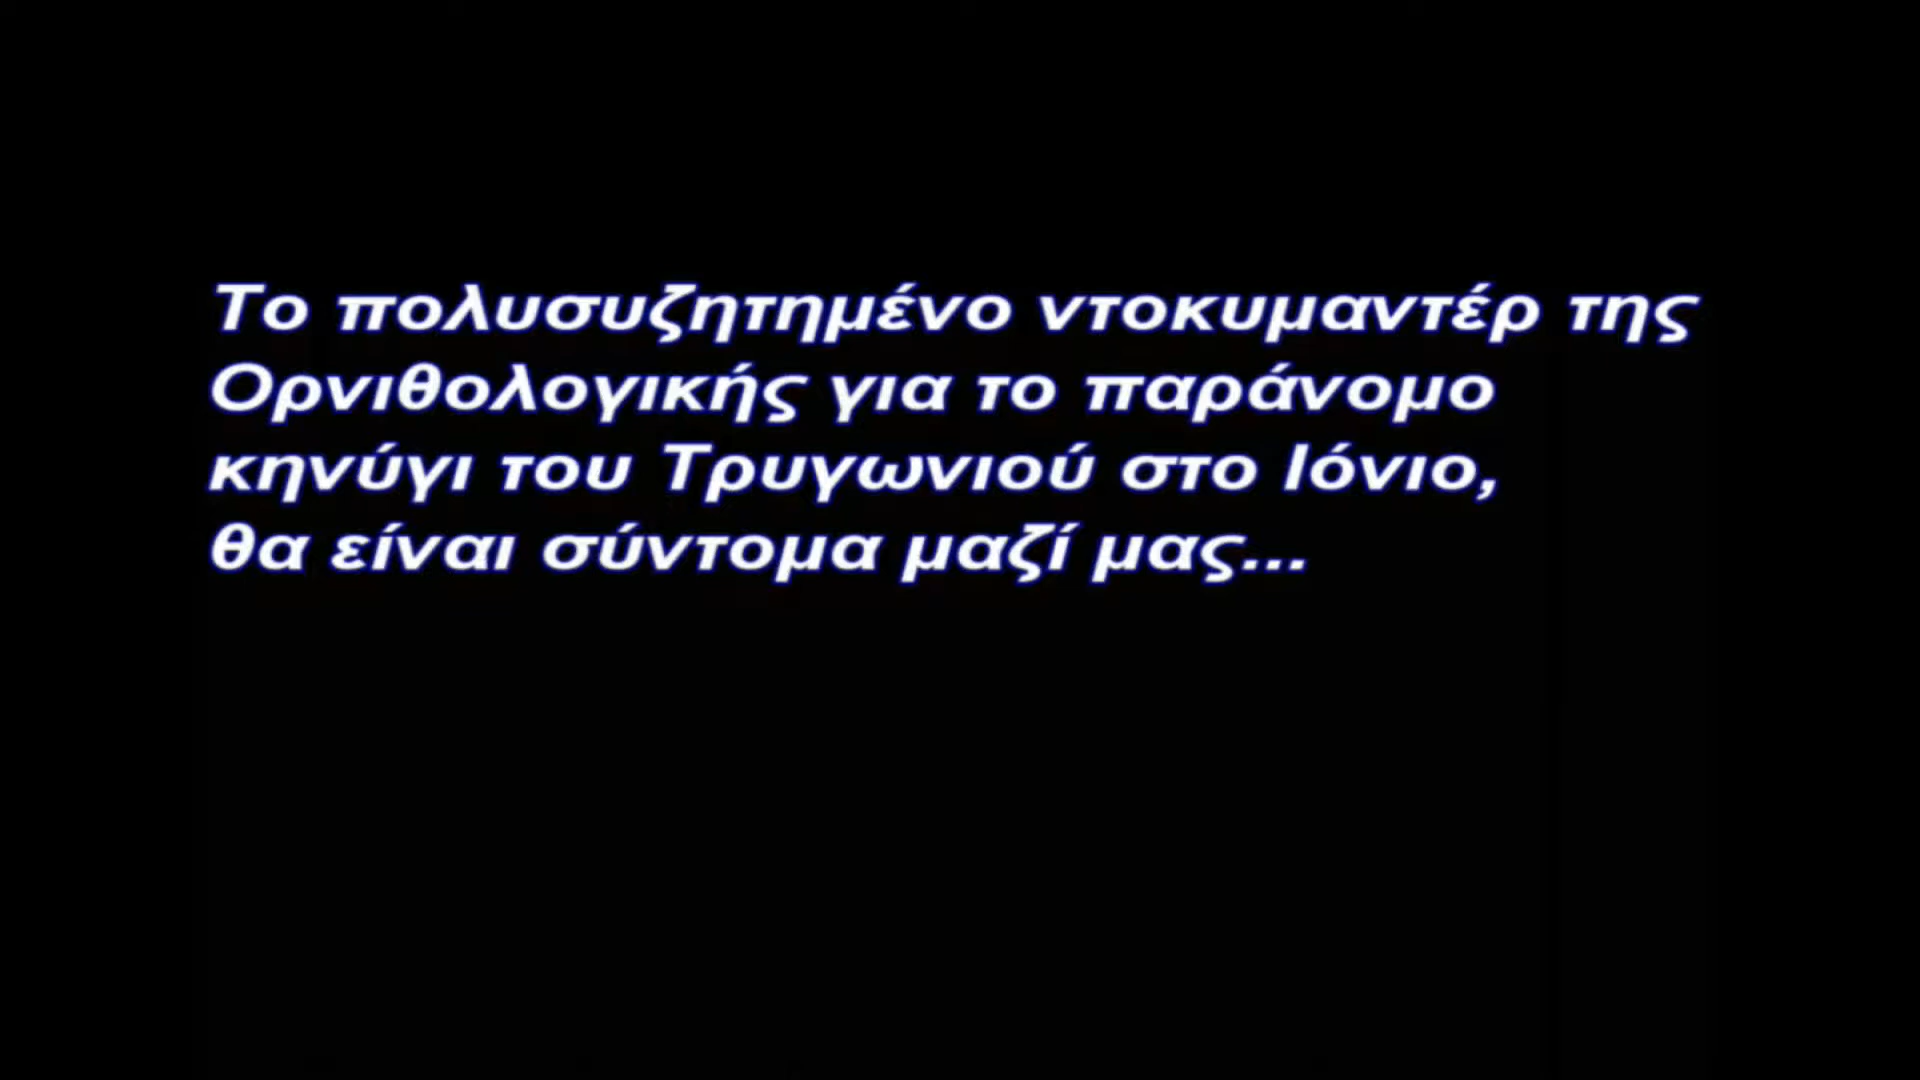 Το πολυσυζητημένο ντοκυμαντέρ της
Ορνιθολογικής για το παράνομο
κηνύγι του Τρυγωνιού στο Ιόνιο,
θα είναι σύντομα μαζί μας...